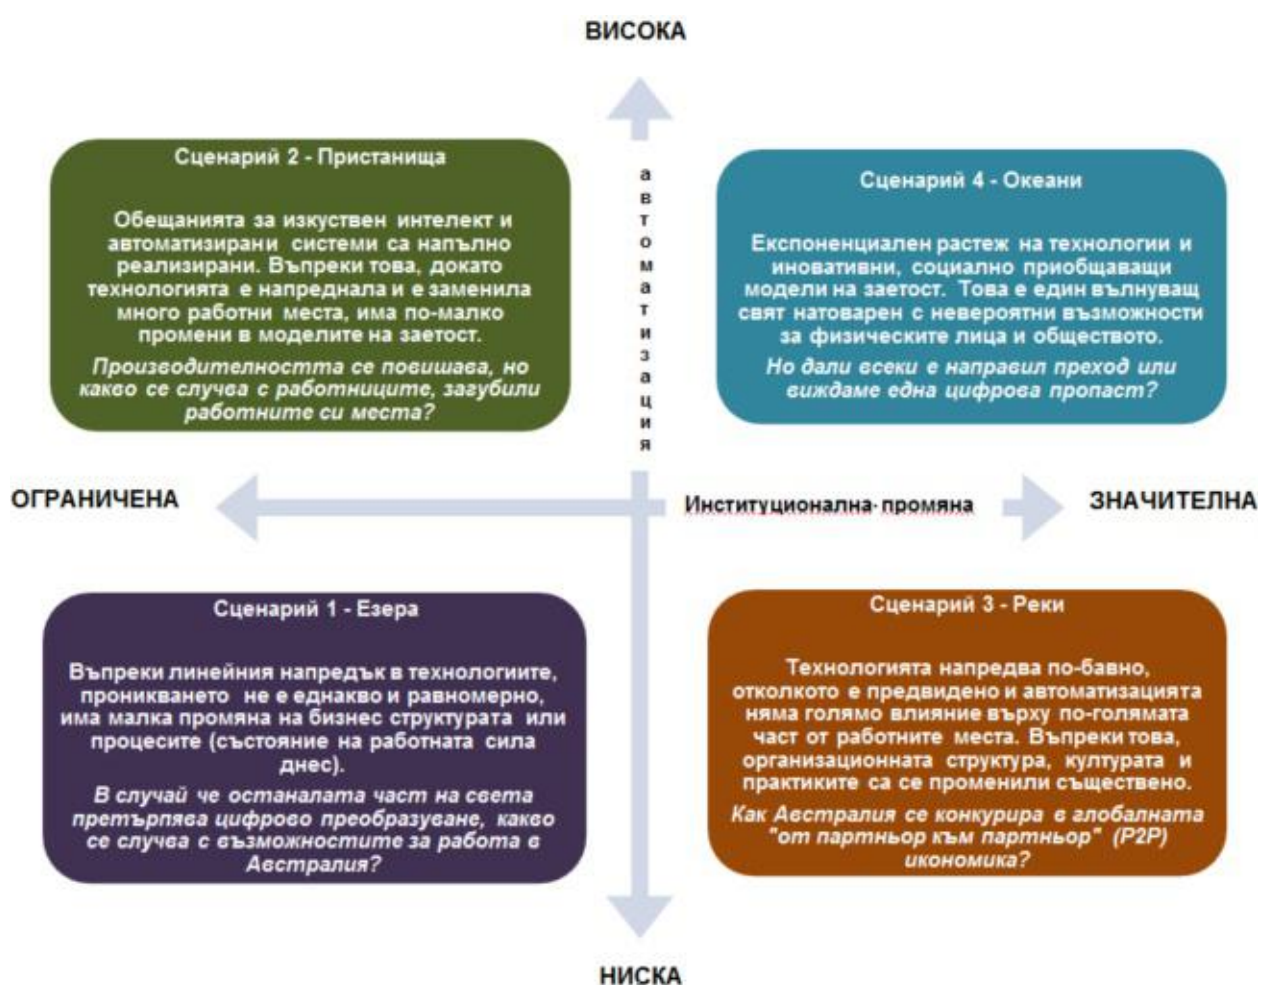 ВИСОКА
Сценарий 2 - Пристанища
Обещанията за изкуствен интелект и
автоматизирани системи са напълно
реализирани. Въпреки това, докато
технологията е напреднала и е заменила
много работни места, има по-малко
промени в моделите на заетост.
Производителността се повишава, но
какво се случва с работниците, загубили
работните си места?
автоматизация
Сценарий 4 - Океани
Експоненциален растеж на технологии и
иновативни, социално приобщаващи
модели на заетост. Това е един вълнуващ
свят натоварен с невероятни възможности
за физическите лица и обществото.
Но дали всеки е направил преход или
виждаме една цифрова пропаст?
ОГРАНИЧЕНА
Институционална промяна
ЗНАЧИТЕЛНА
Сценарий 1 - Езера
Въпреки линейния напредък в технологиите,
проникването не е еднакво и равномерно,
има малка промяна на бизнес структурата или
процесите (състояние на работната сила
днес).
В случай че останалата част на света
претърпява цифрово преобразуване, какво
се случва с възможностите за работа в
Австралия?
Сценарий 3 - Реки
Технологията напредва по-бавно,
отколкото е предвидено и автоматизацията
няма голямо влияние върху по-голямата
част от работните места. Въпреки това,
организационната структура, културата и
практиките са се променили съществено.
Как Австралия се конкурира в глобалната
"от партньор към партньор" (P2P)
икономика?
НИСКА